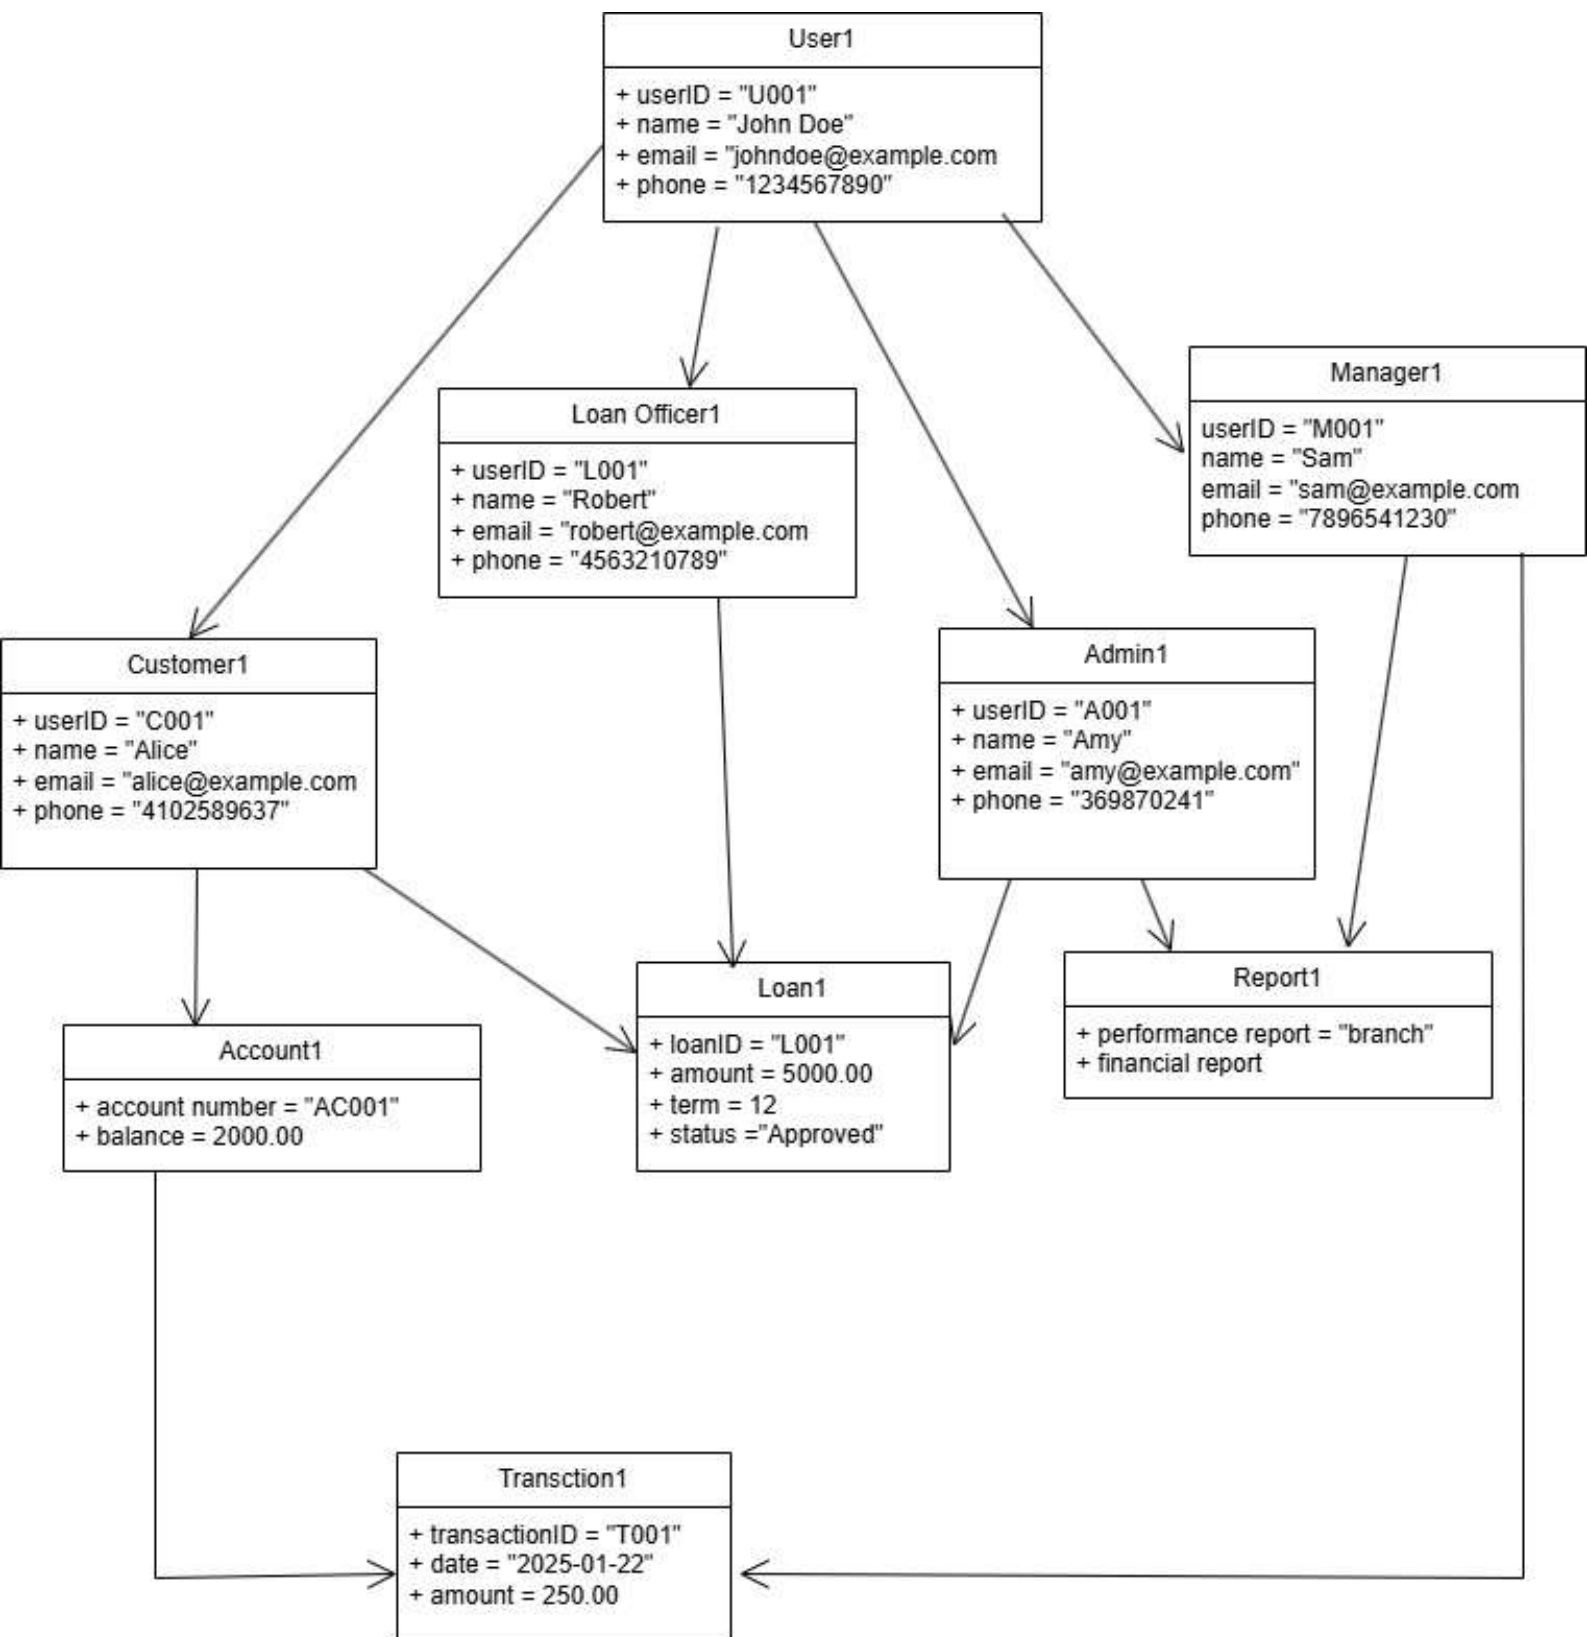 User1
+ userID = "U001"
+ name = "John Doe"
+ email = "johndoe@example.com
+ phone = "1234567890"
Manager1
userID = "M001"
name = "Sam"
email = "sam@example.com
phone = "7896541230"
Loan Officer1
+ userID = "L001"
+ name = "Robert"
+ email = "robert@example.com
+ phone = "4563210789"
Customer1
+ userID = "C001"
+ name = "Alice"
+ email = "alice@example.com
+ phone = "4102589637"
Admin1
+ userID = "A001"
+ name = "Amy"
+ email = "amy@example.com"
+ phone = "369870241"
Loan1
+ loanID = "L001"
+ amount = 5000.00
+ term = 12
+ status ="Approved"
Report1
+ performance report = "branch"
+ financial report
Account1
+ account number = "AC001"
+ balance = 2000.00
Transction1
+ transactionID = "T001"
+ date = "2025-01-22"
+ amount = 250.00